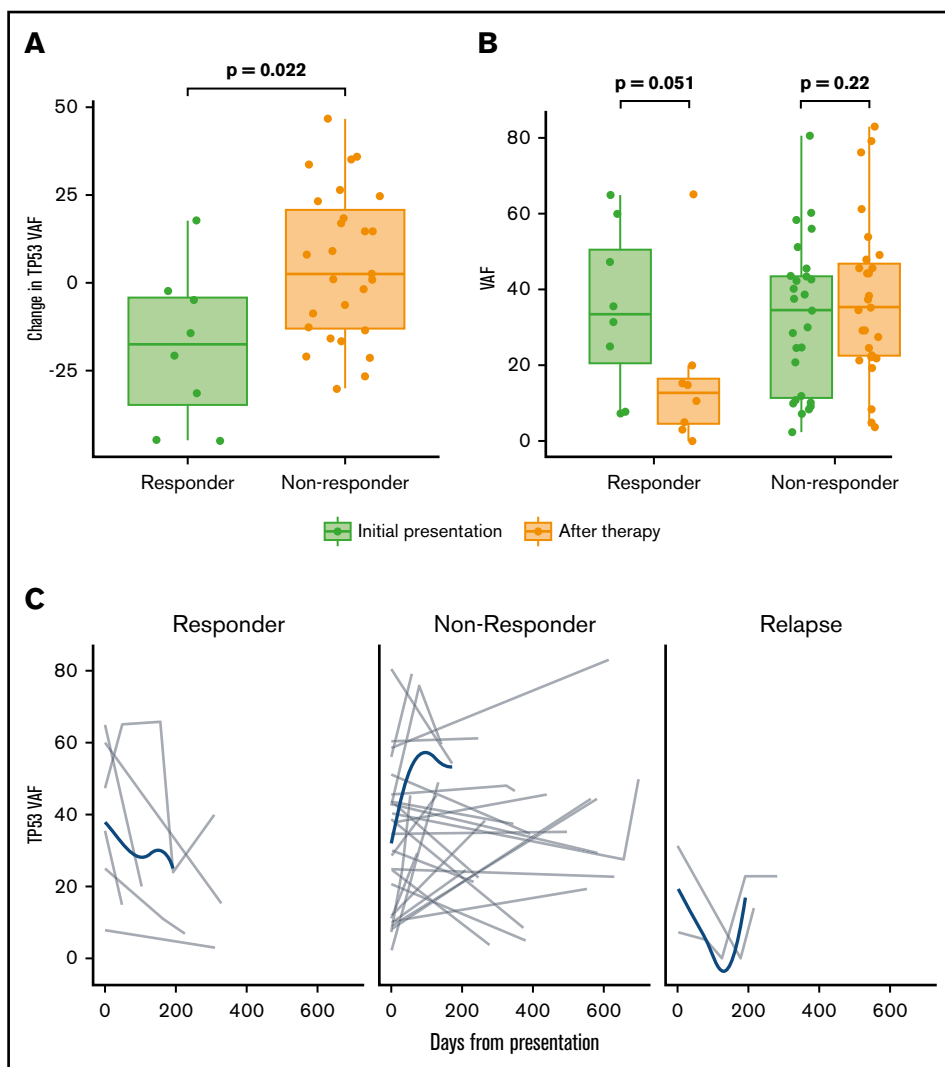 A
B
p = 0.022
p = 0.051
p = 0.22
Change in TP53 VAF
50
25
0
-25
Responder
Non-responder
VAF
80
60
40
20
0
Responder
Non-responder
Initial presentation
After therapy
C
Responder
Non-Responder
Relapse
TP53 VAF
80
60
40
20
0
0 200 400 600
0 200 400 600
0 200 400 600
Days from presentation